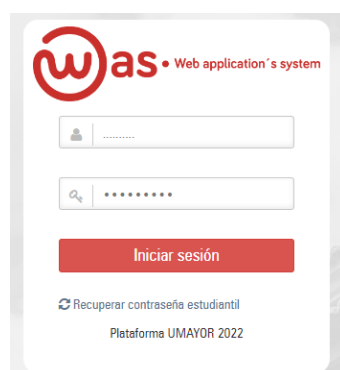 was • Web application´s system
..........
•••••••••
Iniciar sesión
Recuperar contraseña estudiantil
Plataforma UMAYOR 2022